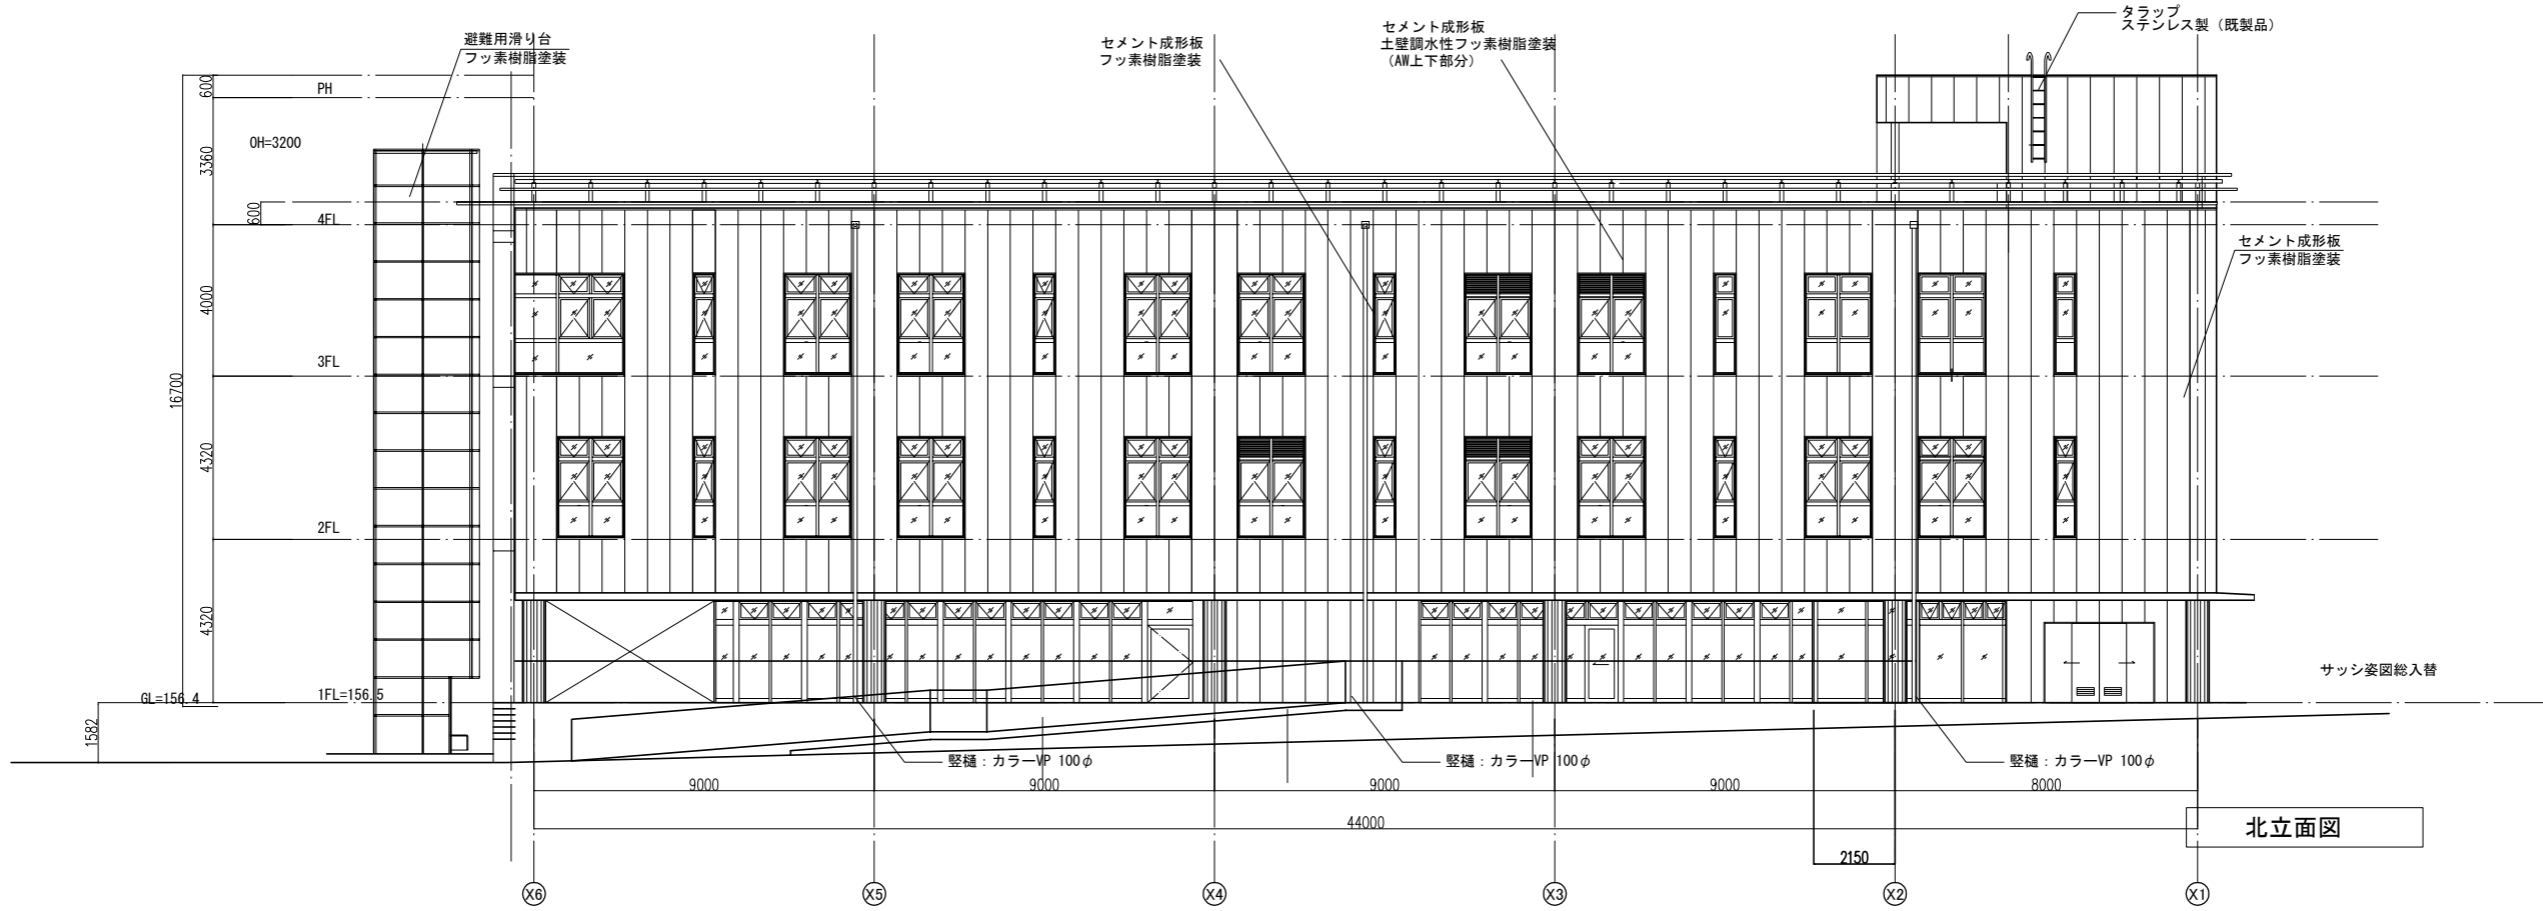 タラップ
ステンレス製（既製品）
セメント成形板
土壁調水性フッ素樹脂塗装
（AW上下部分）
セメント成形板
フッ素樹脂塗装
避難用滑り台
フッ素樹脂塗装
600
PH
OH=3200
3360
600
4FL
セメント成形板
フッ素樹脂塗装
4000
3FL
16700
4320
2FL
4320
サッシ姿図総入替
GL=156.4
1FL=156.5
1582
竪樋：カラーVP 100φ
竪樋：カラーVP 100φ
竪樋：カラーVP 100φ
9000
9000
9000
9000
8000
44000
北立面図
2150
X6
X5
X4
X3
X2
X1